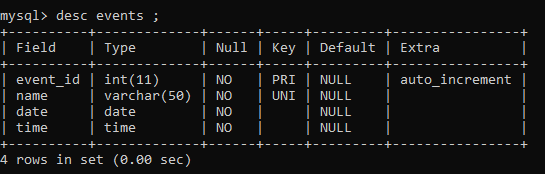 mysql> desc events ;
+----------+-------------+------+-----+---------+----------------+
| Field    | Type        | Null | Key | Default | Extra          |
+----------+-------------+------+-----+---------+----------------+
| event_id | int(11)     | NO   | PRI | NULL    | auto_increment |
| name     | varchar(50) | NO   | UNI | NULL    |                |
| date     | date        | NO   |     | NULL    |                |
| time     | time        | NO   |     | NULL    |                |
+----------+-------------+------+-----+---------+----------------+
4 rows in set (0.00 sec)